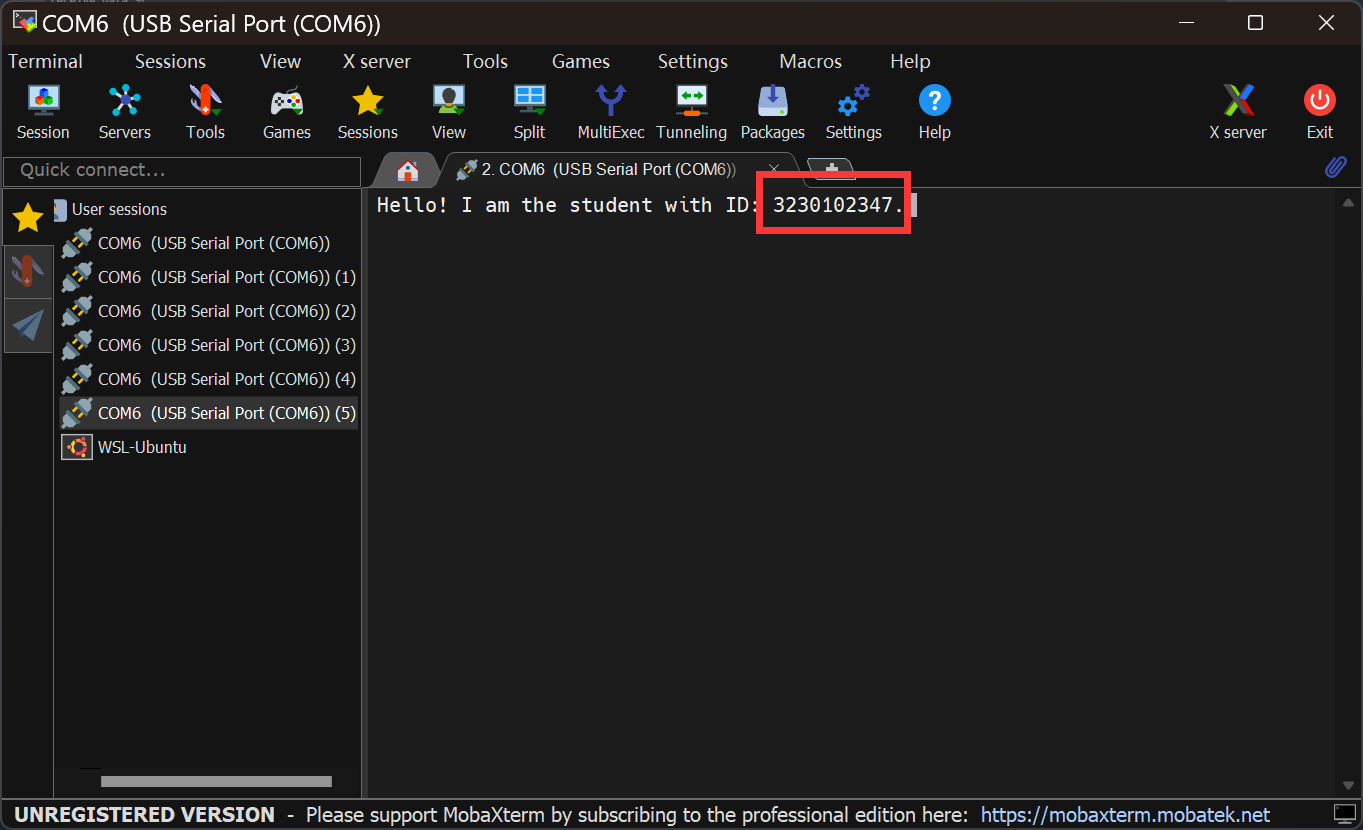 COM6 (USB Serial Port (COM6))
Terminal Sessions View X server Tools Games Settings Macros Help
Session Servers Tools Games Sessions View Split MultiExec Tunneling Packages Settings Help X server Exit
Quick connect...
2. COM6 (USB Serial Port (COM6))
Hello! I am the student with ID: 3230102347.
User sessions
COM6 (USB Serial Port (COM6))
COM6 (USB Serial Port (COM6)) (1)
COM6 (USB Serial Port (COM6)) (2)
COM6 (USB Serial Port (COM6)) (3)
COM6 (USB Serial Port (COM6)) (4)
COM6 (USB Serial Port (COM6)) (5)
WSL-Ubuntu
UNREGISTERED VERSION - Please support MobaXterm by subscribing to the professional edition here: https://mobaxterm.mobatek.net